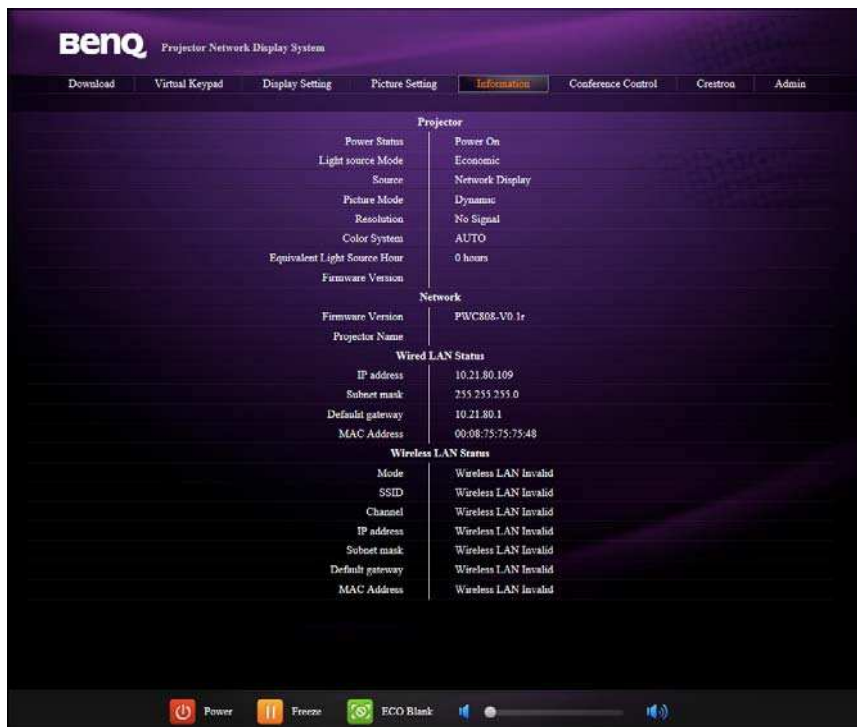 BenQ Projector Network Display System
Download Virtual Keypad Display Setting Picture Setting Information Conference Control Crestron Admin
Projector
Power Status Power On
Light source Mode Economic
Source Network Display
Picture Mode Dynamic
Resolution No Signal
Color System AUTO
Equivalent Light Source Hour 0 hours
Firmware Version
Network
Firmware Version PWC808-V0.1r
Projector Name
Wired LAN Status
IP address 10.21.80.109
Subnet mask 255.255.255.0
Default gateway 10.21.80.1
MAC Address 00:08:75:75:75:48
Wireless LAN Status
Mode Wireless LAN Invalid
SSID Wireless LAN Invalid
Channel Wireless LAN Invalid
IP address Wireless LAN Invalid
Subnet mask Wireless LAN Invalid
Default gateway Wireless LAN Invalid
MAC Address Wireless LAN Invalid
Power Freeze ECO Blank